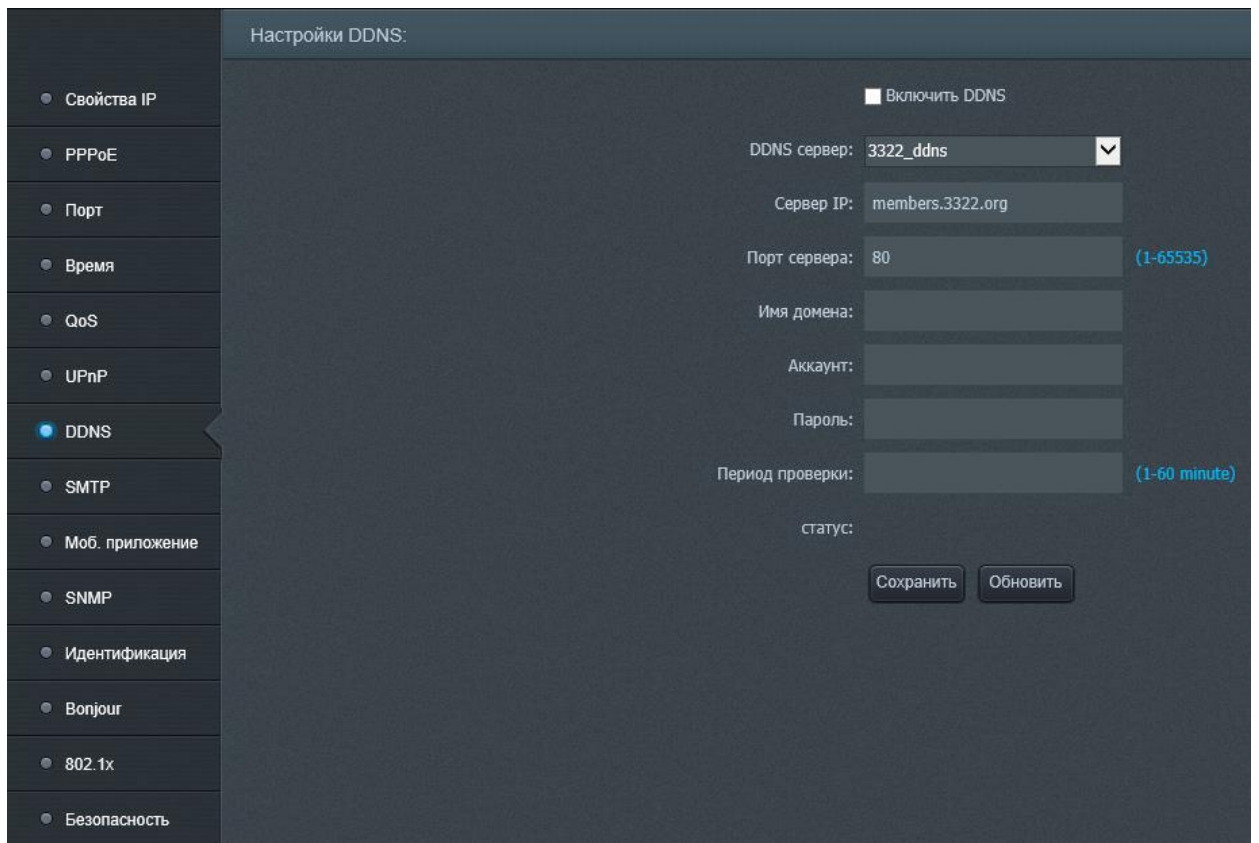 Настройки DDNS:
Свойства IP
PPPoE
Порт
Время
QoS
UPnP
DDNS
SMTP
Моб. приложение
SNMP
Идентификация
Bonjour
802.1x
Безопасность
Включить DDNS
DDNS сервер: 3322_ddns
Сервер IP: members.3322.org
Порт сервера: 80 (1-65535)
Имя домена:
Аккаунт:
Пароль:
Период проверки: (1-60 minute)
статус:
Сохранить Обновить